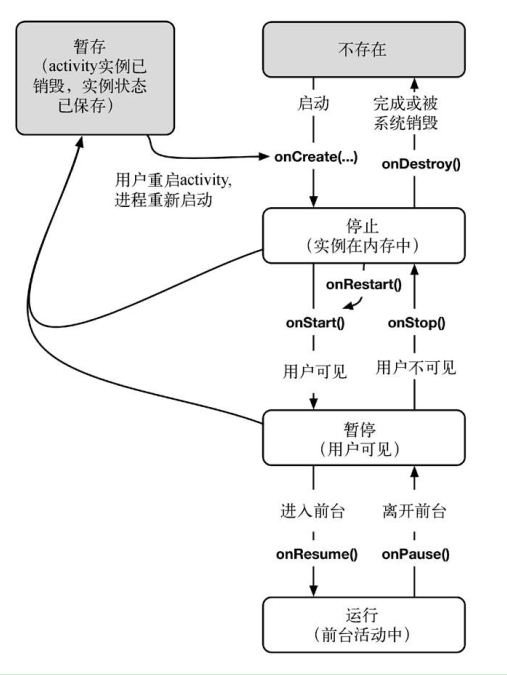 暂存
（activity实例已
销毁，实例状态
已保存）
不存在
启动
完成或被
系统销毁
onCreate(...)
onDestroy()
用户重启activity,
进程重新启动
停止
（实例在内存中）
onRestart()
onStart()
onStop()
用户可见
用户不可见
暂停
（用户可见）
进入前台
离开前台
onResume()
onPause()
运行
（前台活动中）